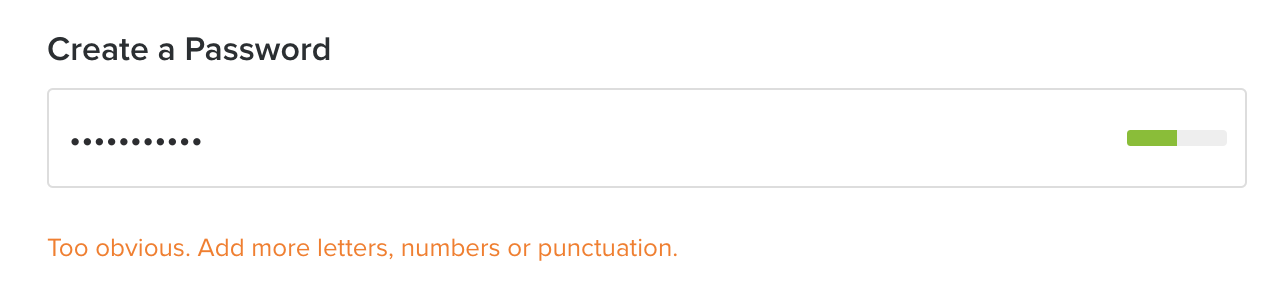 Create a Password
•••••••••••
Too obvious. Add more letters, numbers or punctuation.